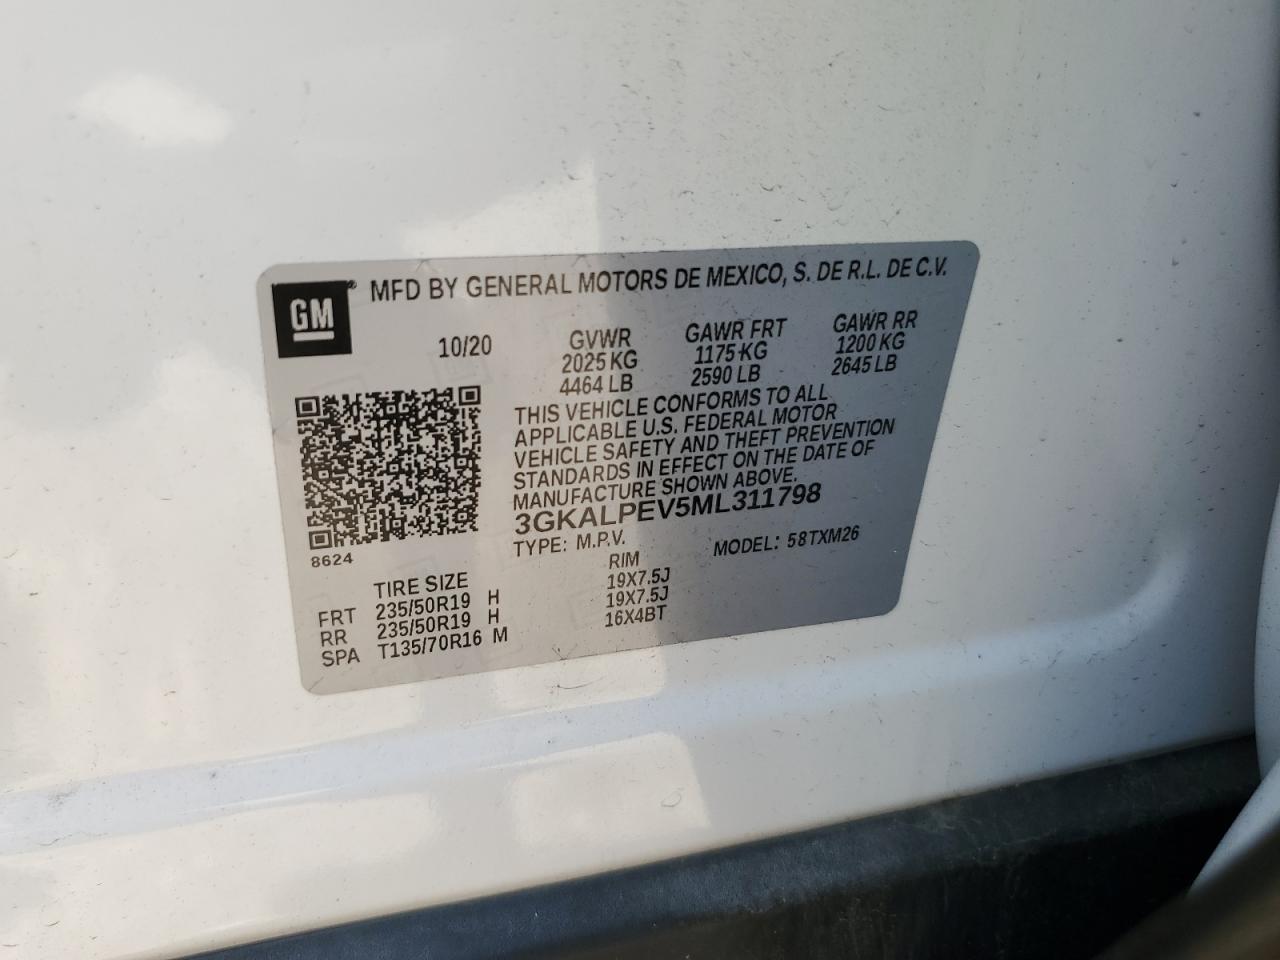 GM ® MFD BY GENERAL MOTORS DE MEXICO, S. DE R.L. DE C.V.
10/20 GVWR GAWR FRT GAWR RR
2025 KG 1175 KG 1200 KG
4464 LB 2590 LB 2645 LB
THIS VEHICLE CONFORMS TO ALL
APPLICABLE U.S. FEDERAL MOTOR
VEHICLE SAFETY AND THEFT PREVENTION
STANDARDS IN EFFECT ON THE DATE OF
MANUFACTURE SHOWN ABOVE.
3GKALPEV5ML311798
8624 TYPE: M.P.V. MODEL: 58TXM26
TIRE SIZE RIM
FRT 235/50R19 H 19X7.5J
RR 235/50R19 H 19X7.5J
SPA T135/70R16 M 16X4BT